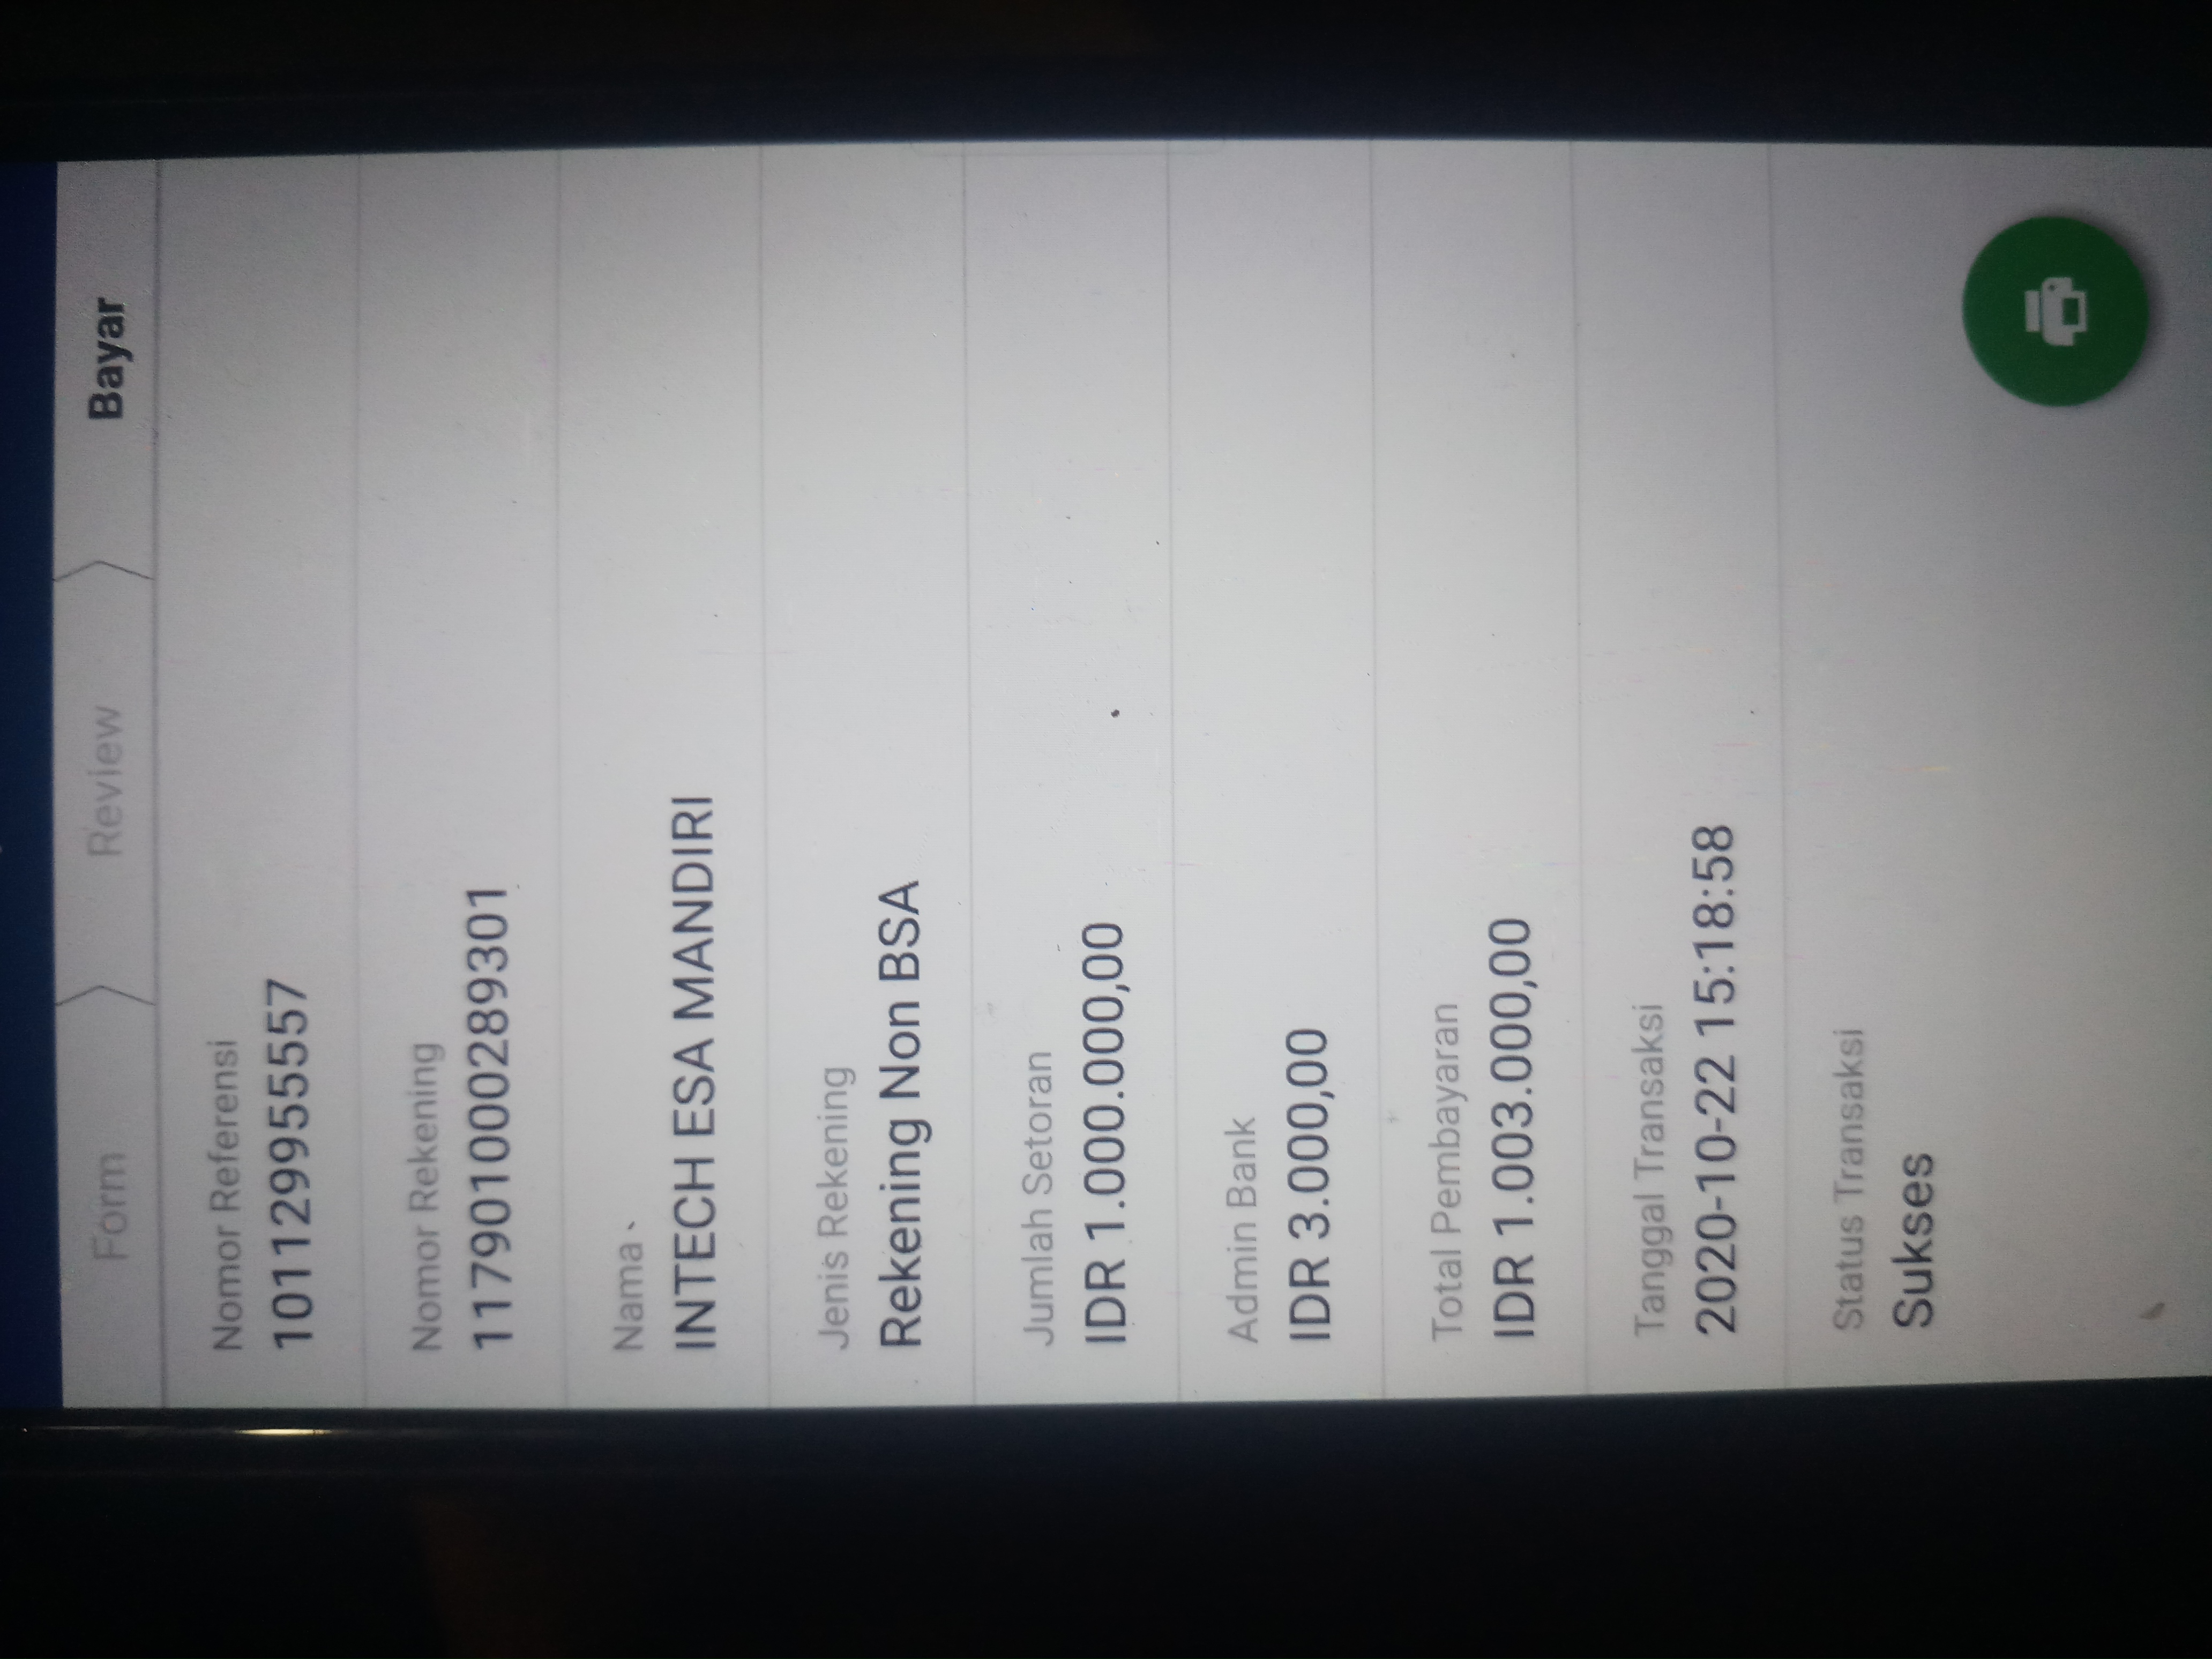 Form Review Bayar
Nomor Referensi
101129955557
Nomor Rekening
117901000289301
Nama
INTECH ESA MANDIRI
Jenis Rekening
Rekening Non BSA
Jumlah Setoran
IDR 1.000.000,00
Admin Bank
IDR 3.000,00
Total Pembayaran
IDR 1.003.000,00
Tanggal Transaksi
2020-10-22 15:18:58
Status Transaksi
Sukses